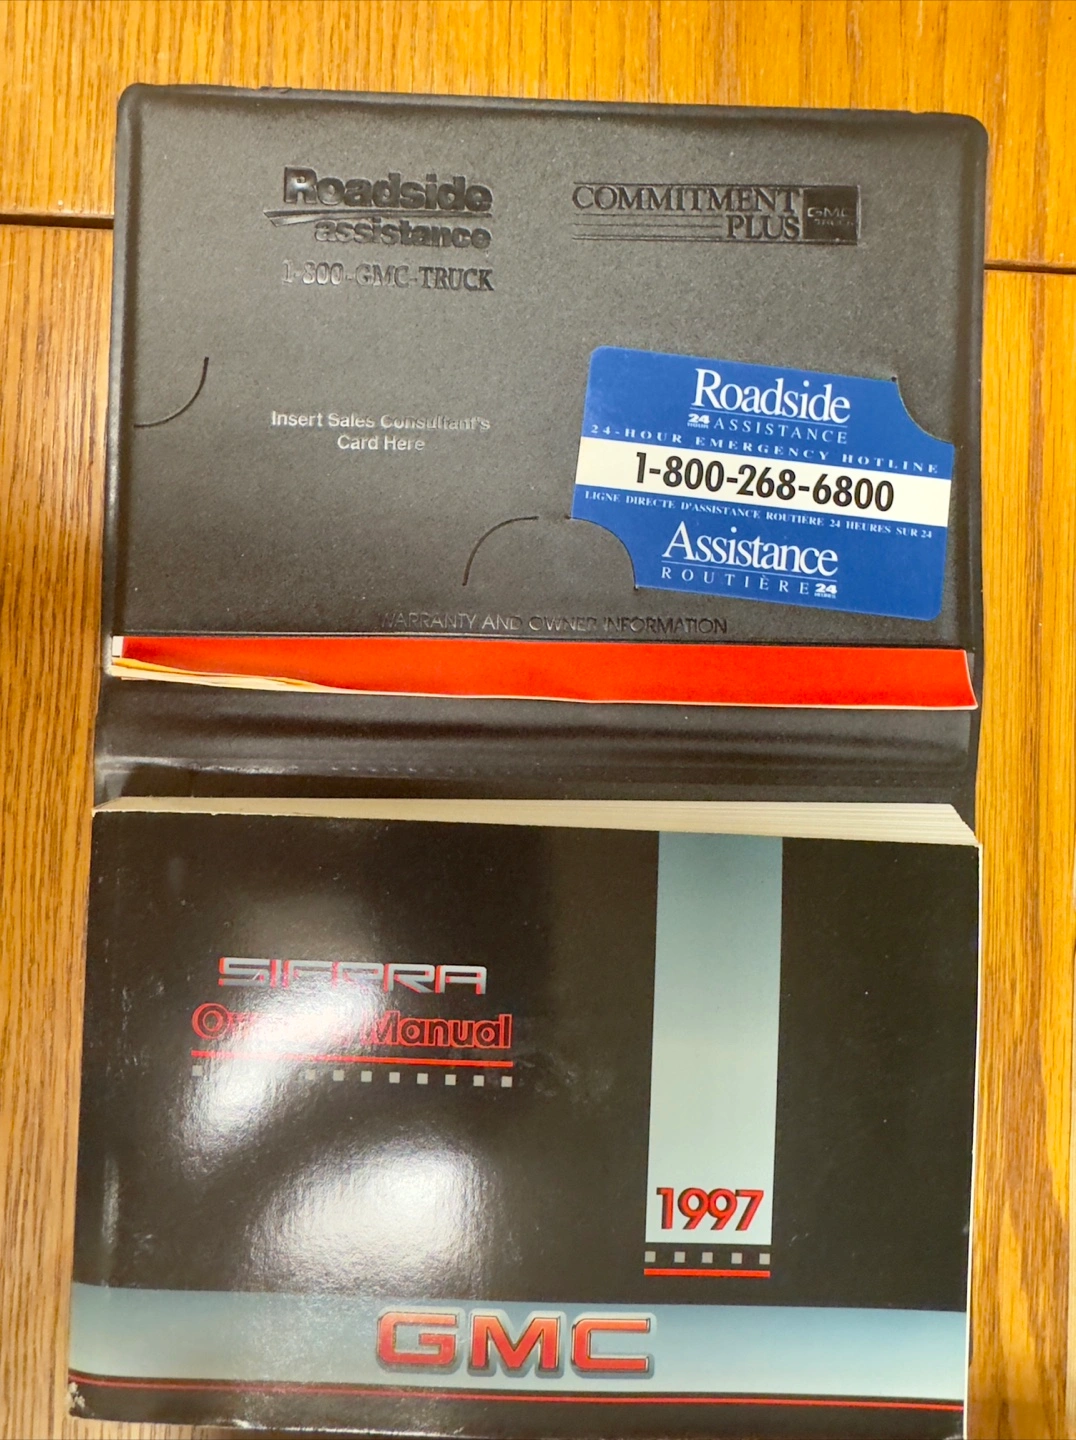 Roadside
assistance
1-800-GMC-TRUCK
COMMITMENT
PLUS
GMC
Insert Sales Consultant's
Card Here
Roadside
24 ASSISTANCE
24-HOUR EMERGENCY HOTLINE
1-800-268-6800
LIGNE DIRECTE D'ASSISTANCE ROUTIÈRE 24 HEURES SUR 24
Assistance
ROUTIÈRE 24
WARRANTY AND OWNER INFORMATION
SIERRA
Owner's Manual
1997
GMC